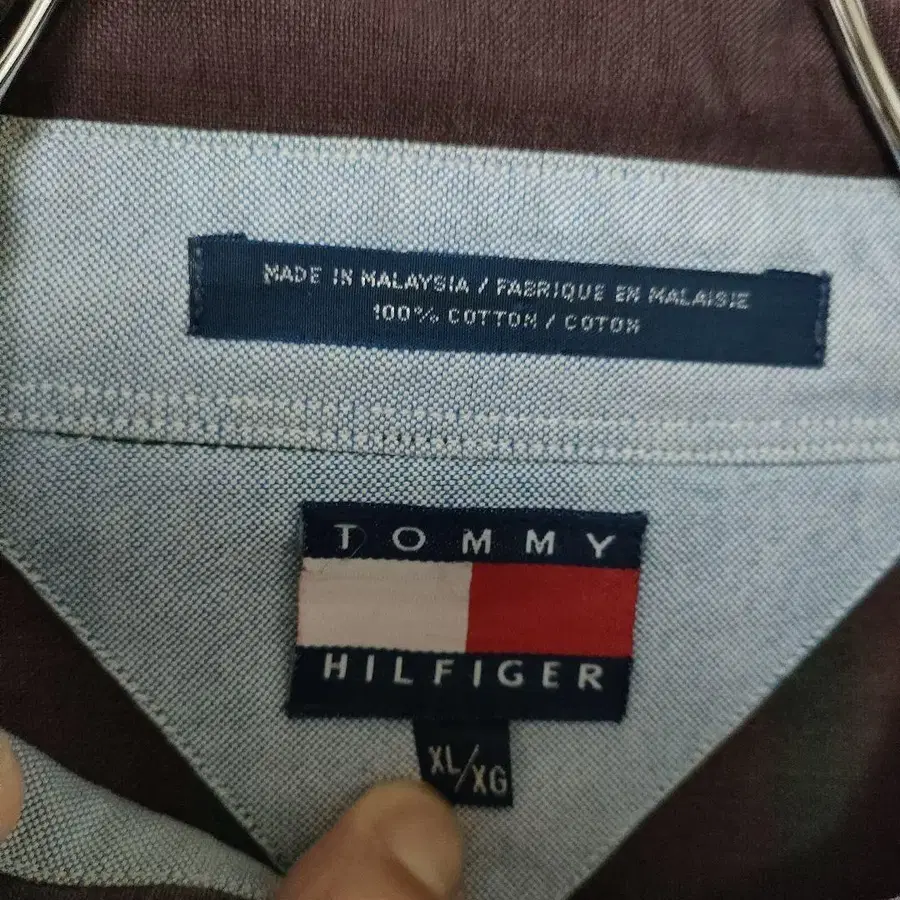 MADE IN MALAYSIA / FABRIQUE EN MALAISIE
100% COTTON / COTON
TOMMY
HILFIGER
XL/XG